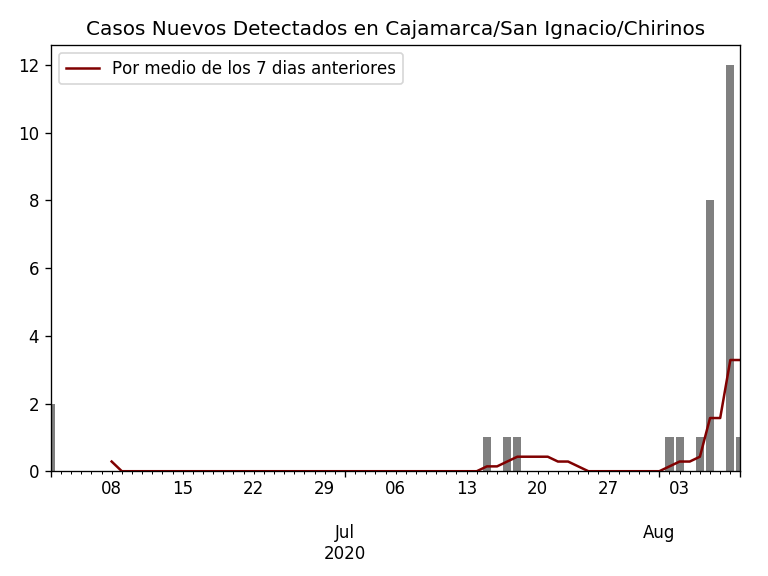 Casos Nuevos Detectados en Cajamarca/San Ignacio/Chirinos
Por medio de los 7 dias anteriores
12
10
8
6
4
2
0
08 15 22 29 06 13 20 27 03
Jul Aug
2020